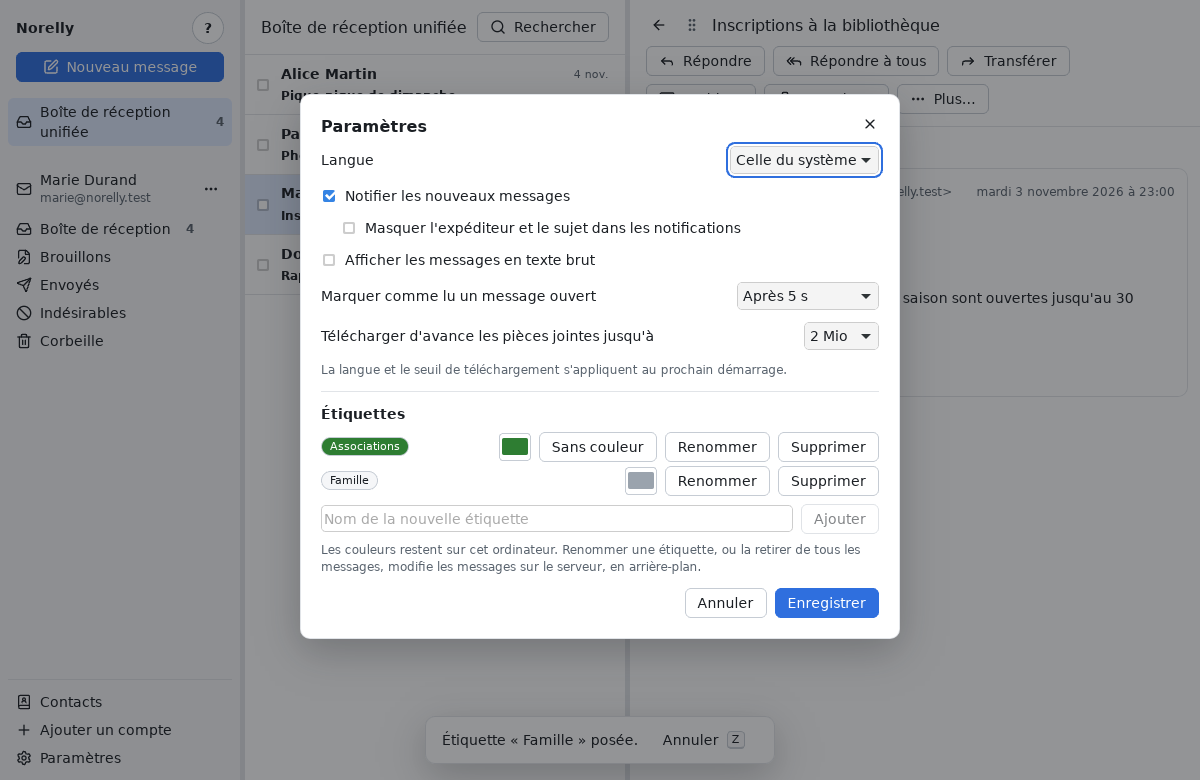 Norelly
?
Nouveau message
Boîte de réception
unifiée
4
Marie Durand
marie@norelly.test
Boîte de réception 4
Brouillons
Envoyés
Indésirables
Corbeille
Contacts
Ajouter un compte
Paramètres
Boîte de réception unifiée
Rechercher
Alice Martin
4 nov.
Inscriptions à la bibliothèque
Répondre
Répondre à tous
Transférer
Plus...
mardi 3 novembre 2026 à 23:00
saison sont ouvertes jusqu'au 30
Paramètres
Langue
Celle du système
Notifier les nouveaux messages
Masquer l'expéditeur et le sujet dans les notifications
Afficher les messages en texte brut
Marquer comme lu un message ouvert
Après 5 s
Télécharger d'avance les pièces jointes jusqu'à
2 Mio
La langue et le seuil de téléchargement s'appliquent au prochain démarrage.
Étiquettes
Associations
Sans couleur
Renommer
Supprimer
Famille
Renommer
Supprimer
Nom de la nouvelle étiquette
Ajouter
Les couleurs restent sur cet ordinateur. Renommer une étiquette, ou la retirer de tous les
messages, modifie les messages sur le serveur, en arrière-plan.
Annuler
Enregistrer
Étiquette « Famille » posée.
Annuler
Z